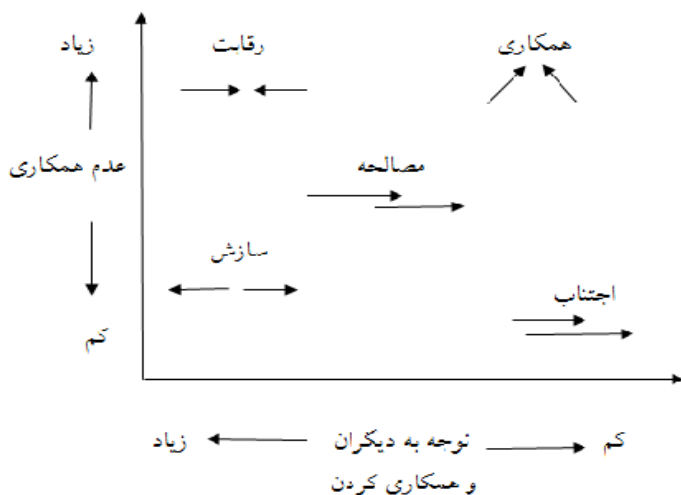 همکاری
رقابت
زیاد
مصالحه
عدم همکاری
سازش
اجتناب
کم
کم
توجه به دیگران
و همکاری کردن
زیاد